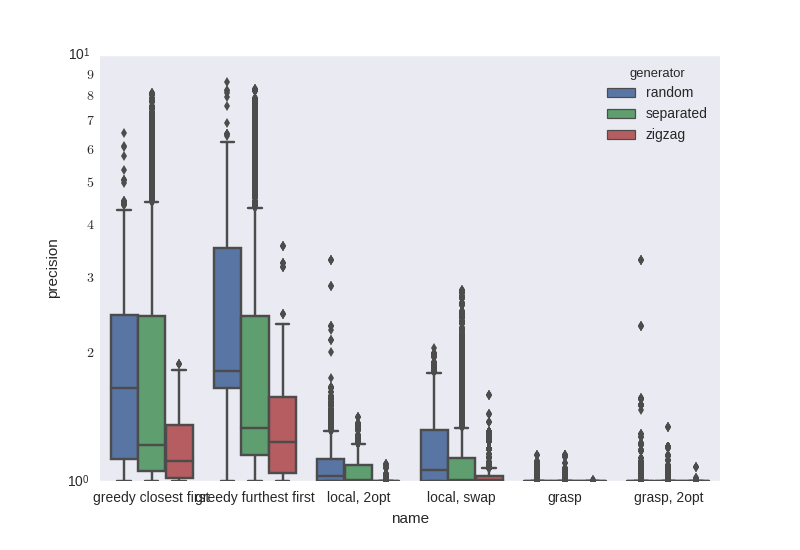 10¹
9
8
7
6
5
4
3
2
10⁰
precision
generator
random
separated
zigzag
greedy closest first greedy furthest first local, 2opt local, swap grasp grasp, 2opt
name